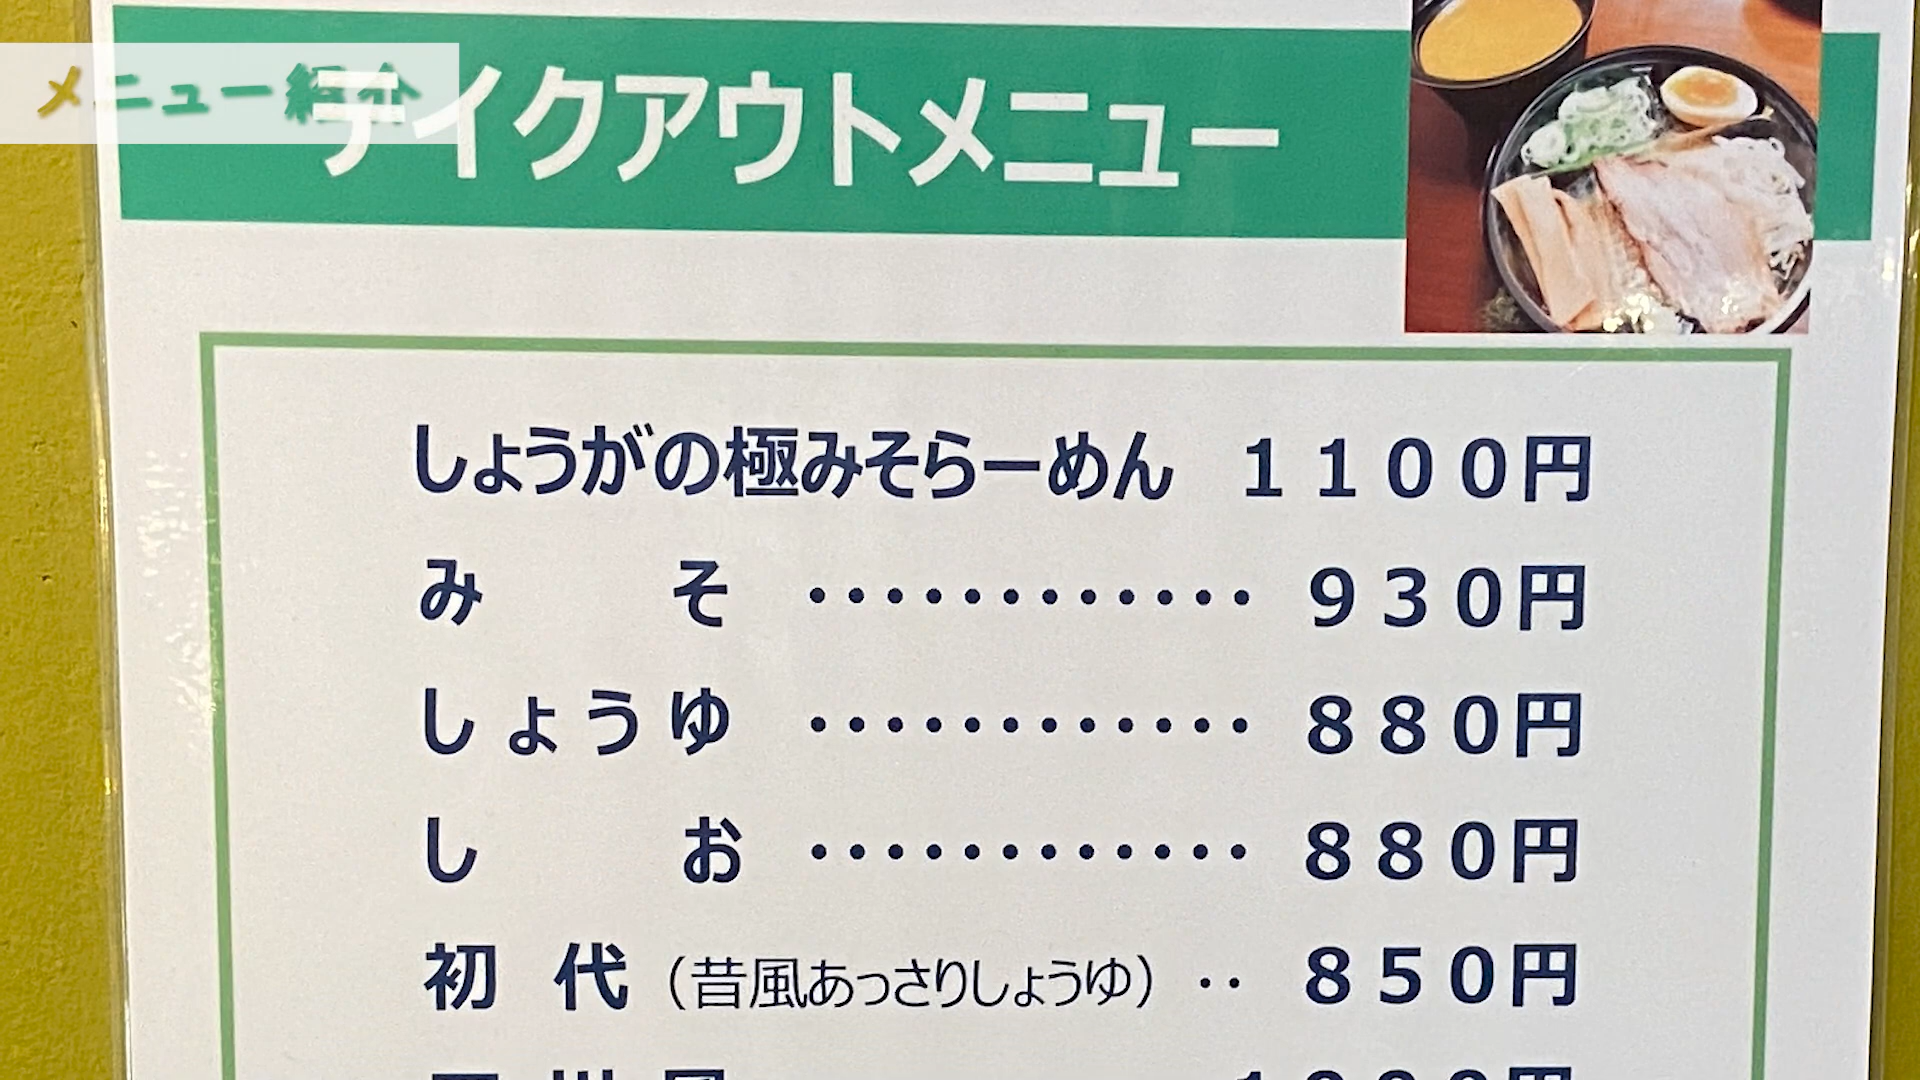 メニュー紹介
テイクアウトメニュー
しょうがの極みそらーめん 1100円
みそ ‥‥‥‥‥‥ 930円
しょうゆ ‥‥‥‥‥‥ 880円
しお ‥‥‥‥‥‥ 880円
初代（昔風あっさりしょうゆ）‥ 850円